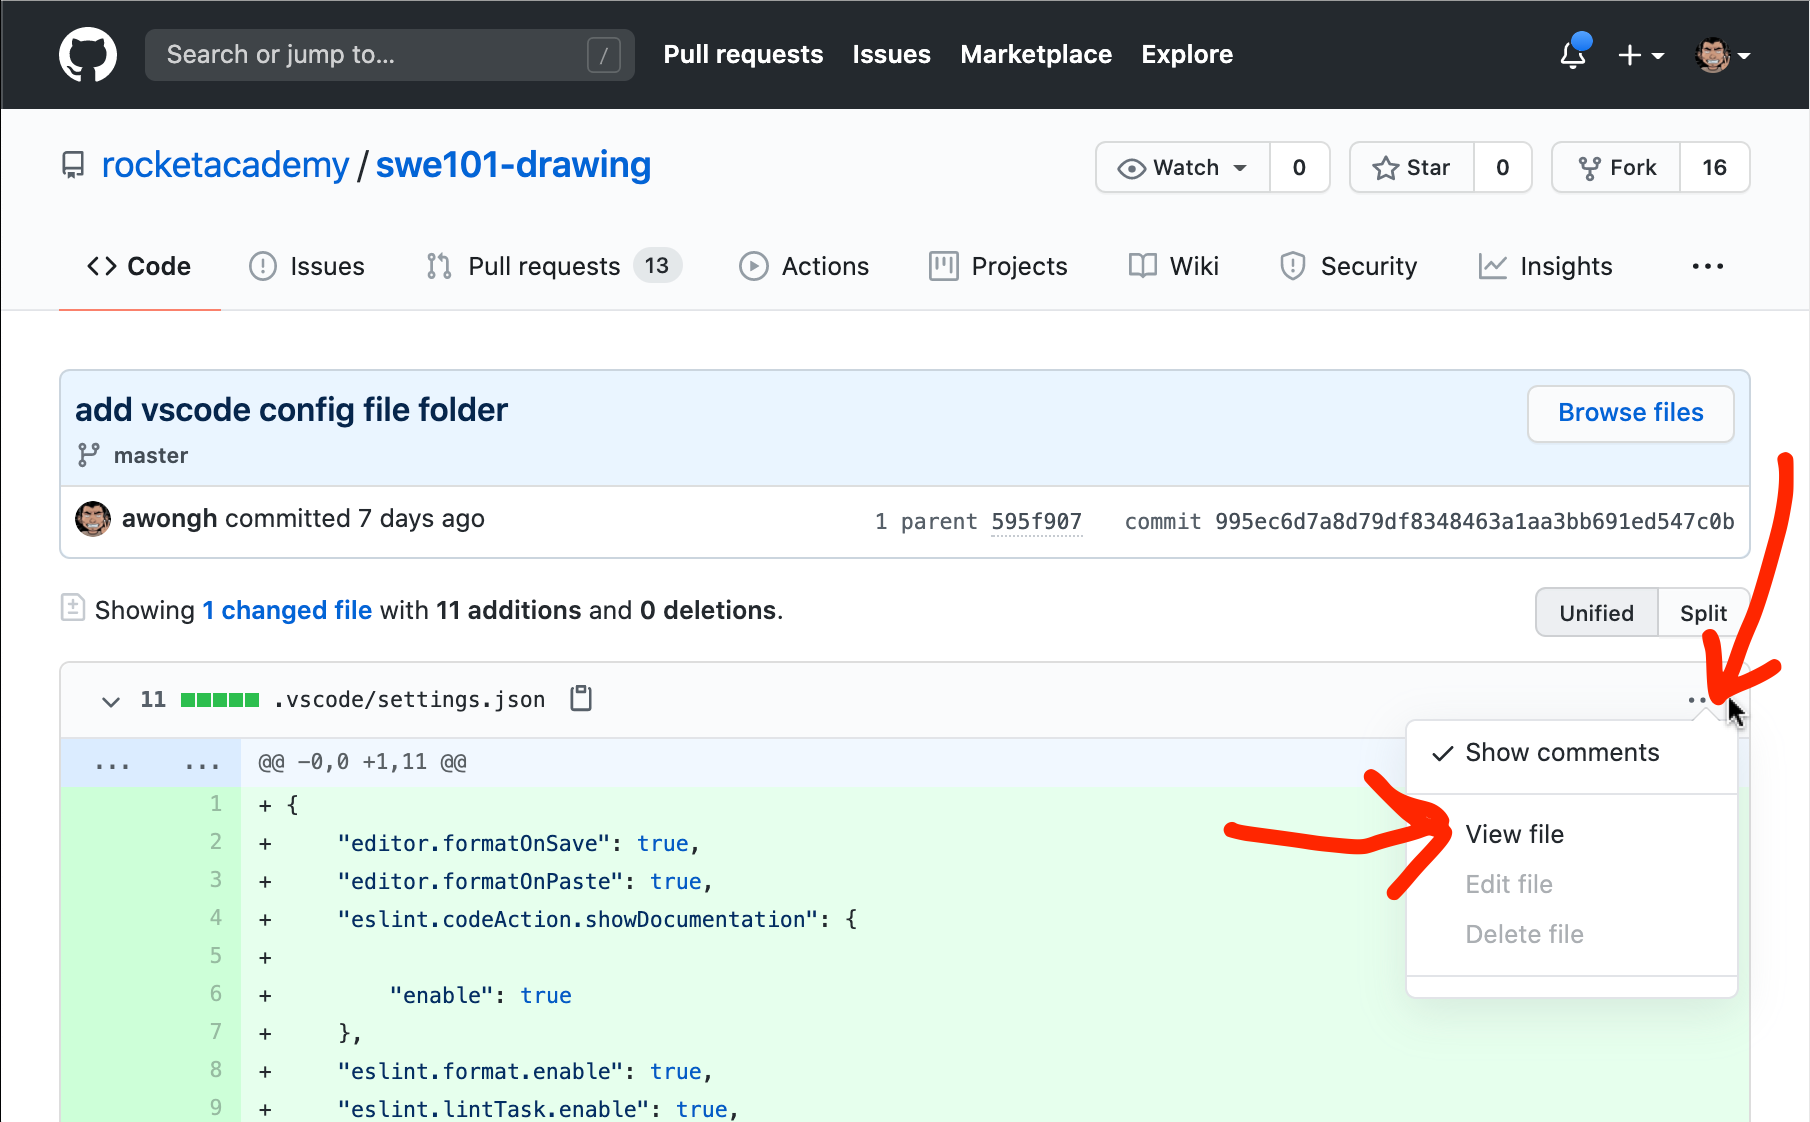 Search or jump to... /
Pull requests Issues Marketplace Explore
rocketacademy / swe101-drawing
Watch 0 Star 0 Fork 16
Code Issues Pull requests 13 Actions Projects Wiki Security Insights ...
add vscode config file folder
Browse files
master
awongh committed 7 days ago
1 parent 595f907 commit 995ec6d7a8d79df8348463a1aa3bb691ed547c0b
Showing 1 changed file with 11 additions and 0 deletions.
Unified Split
11 .vscode/settings.json
... ... @@ -0,0 +1,11 @@
1 + {
2 + "editor.formatOnSave": true,
3 + "editor.formatOnPaste": true,
4 + "eslint.codeAction.showDocumentation": {
5 +
6 + "enable": true
7 + },
8 + "eslint.format.enable": true,
9 + "eslint.lintTask.enable": true,
Show comments
View file
Edit file
Delete file